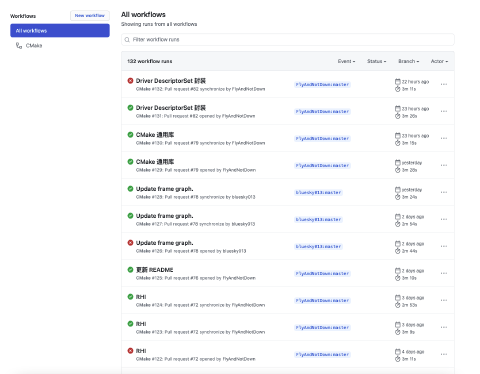 Workflows
New workflow
All workflows
CMake
All workflows
Showing runs from all workflows
Filter workflow runs
132 workflow runs
Event
Status
Branch
Actor
Driver DescriptorSet 封装
CMake #132: Pull request #82 synchronize by FlyAndNotDown
FlyAndNotDown:master
22 hours ago
3m 11s
Driver DescriptorSet 封装
CMake #131: Pull request #82 opened by FlyAndNotDown
FlyAndNotDown:master
23 hours ago
3m 28s
CMake 通用库
CMake #130: Pull request #79 synchronize by FlyAndNotDown
FlyAndNotDown:master
23 hours ago
3m 15s
CMake 通用库
CMake #129: Pull request #79 opened by FlyAndNotDown
FlyAndNotDown:master
yesterday
3m 28s
Update frame graph.
CMake #128: Pull request #78 synchronize by bluesky013
bluesky013:master
yesterday
3m 24s
Update frame graph.
CMake #127: Pull request #78 synchronize by bluesky013
bluesky013:master
2 days ago
2m 54s
Update frame graph.
CMake #126: Pull request #78 opened by bluesky013
bluesky013:master
2 days ago
2m 44s
更新 README
CMake #125: Pull request #76 opened by FlyAndNotDown
FlyAndNotDown:master
2 days ago
3m 19s
RHI
CMake #124: Pull request #72 synchronize by FlyAndNotDown
FlyAndNotDown:master
3 days ago
2m 53s
RHI
CMake #123: Pull request #72 synchronize by FlyAndNotDown
FlyAndNotDown:master
3 days ago
3m 8s
RHI
CMake #122: Pull request #72 opened by FlyAndNotDown
FlyAndNotDown:master
4 days ago
3m 11s